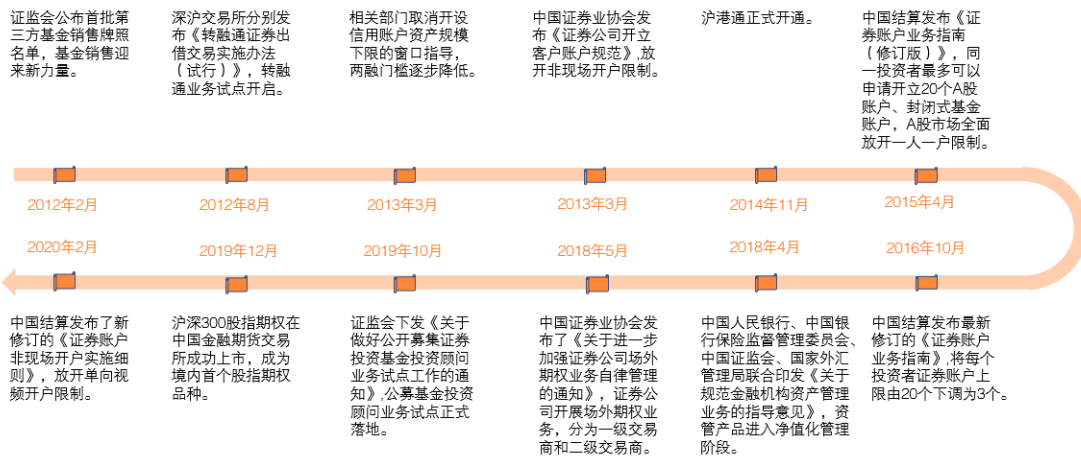 证监会公布首批第
三方基金销售牌照
名单，基金销售迎
来新力量。
深沪交易所分别发
布《转融通证券出
借交易实施办法
（试行）》，转融
通业务试点开启。
相关部门取消开设
信用账户资产规模
下限的窗口指导，
两融门槛逐步降低。
中国证券业协会发
布《证券公司开立
客户账户规范》,放
开非现场开户限制。
沪港通正式开通。
中国结算发布《证
券账户业务指南
（修订版）》，同
一投资者最多可以
申请开立20个A股
账户、封闭式基金
账户，A股市场全面
放开一人一户限制。
2012年2月
2012年8月
2013年3月
2013年3月
2014年11月
2015年4月
2020年2月
2019年12月
2019年10月
2018年5月
2018年4月
2016年10月
中国结算发布了新
修订的《证券账户
非现场开户实施细
则》，放开单向视
频开户限制。
沪深300股指期权在
中国金融期货交易
所成功上市，成为
境内首个股指期权
品种。
证监会下发《关于
做好公开募集证券
投资基金投资顾问
业务试点工作的通
知》,公募基金投资
顾问业务试点正式
落地。
中国证券业协会发
布了《关于进一步
加强证券公司场外
期权业务自律管理
的通知》，证券公
司开展场外期权业
务，分为一级交易
商和二级交易商。
中国人民银行、中国银
行保险监督管理委员会、
中国证监会、国家外汇
管理局联合印发《关于
规范金融机构资产管理
业务的指导意见》，资
管产品进入净值化管理
阶段。
中国结算发布最新
修订的《证券账户
业务指南》,将每个
投资者证券账户上
限由20个下调为3个。